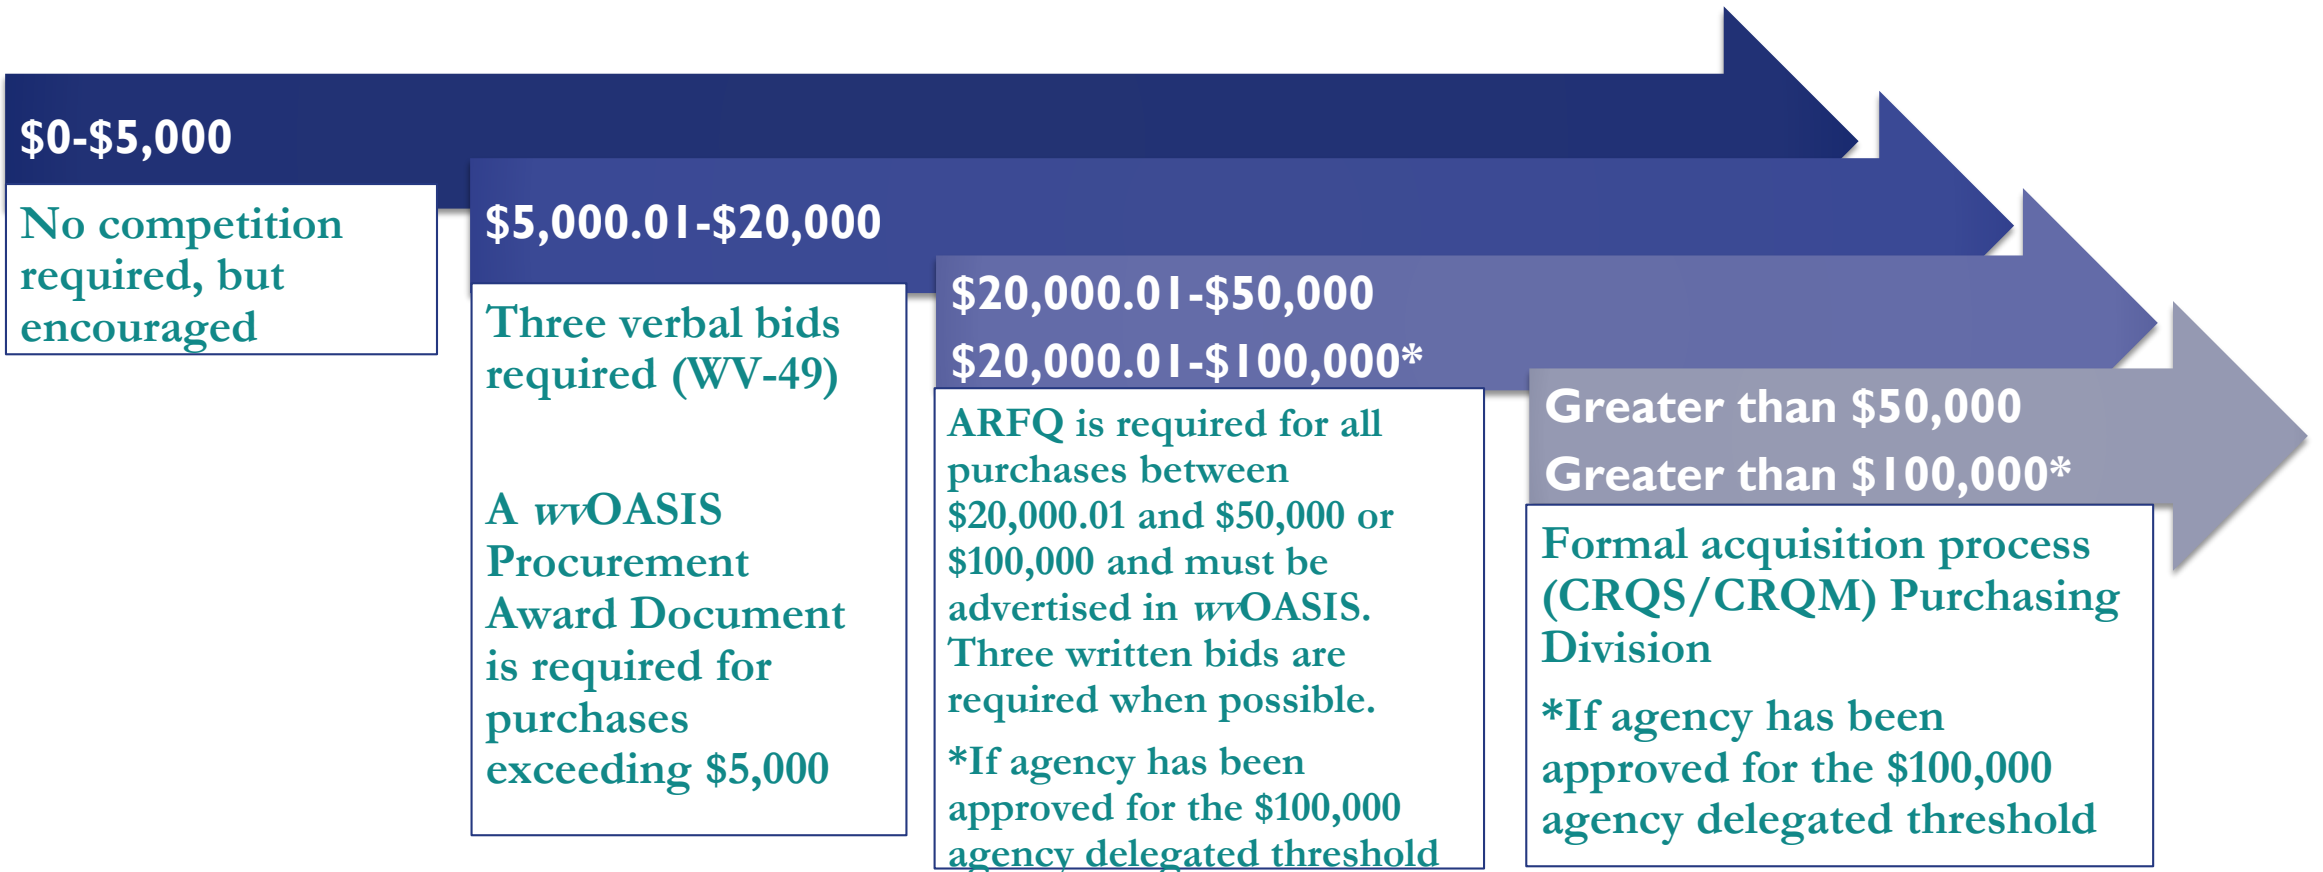 $0-$5,000
No competition
required, but
encouraged
$5,000.01-$20,000
Three verbal bids
required (WV-49)
A wvOASIS
Procurement
Award Document
is required for
purchases
exceeding $5,000
$20,000.01-$50,000
$20,000.01-$100,000*
ARFQ is required for all
purchases between
$20,000.01 and $50,000 or
$100,000 and must be
advertised in wvOASIS.
Three written bids are
required when possible.
*If agency has been
approved for the $100,000
agency delegated threshold
Greater than $50,000
Greater than $100,000*
Formal acquisition process
(CRQS/CRQM) Purchasing
Division
*If agency has been
approved for the $100,000
agency delegated threshold